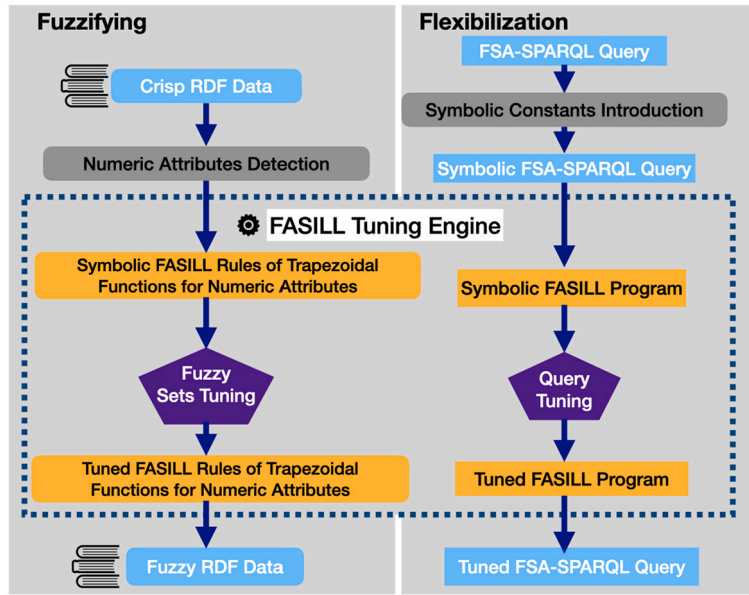 Fuzzifying
Crisp RDF Data
Numeric Attributes Detection
Flexibilization
FSA-SPARQL Query
Symbolic Constants Introduction
Symbolic FSA-SPARQL Query
FASILL Tuning Engine
Symbolic FASILL Rules of Trapezoidal
Functions for Numeric Attributes
Fuzzy
Sets Tuning
Tuned FASILL Rules of Trapezoidal
Functions for Numeric Attributes
Fuzzy RDF Data
Symbolic FASILL Program
Query
Tuning
Tuned FASILL Program
Tuned FSA-SPARQL Query